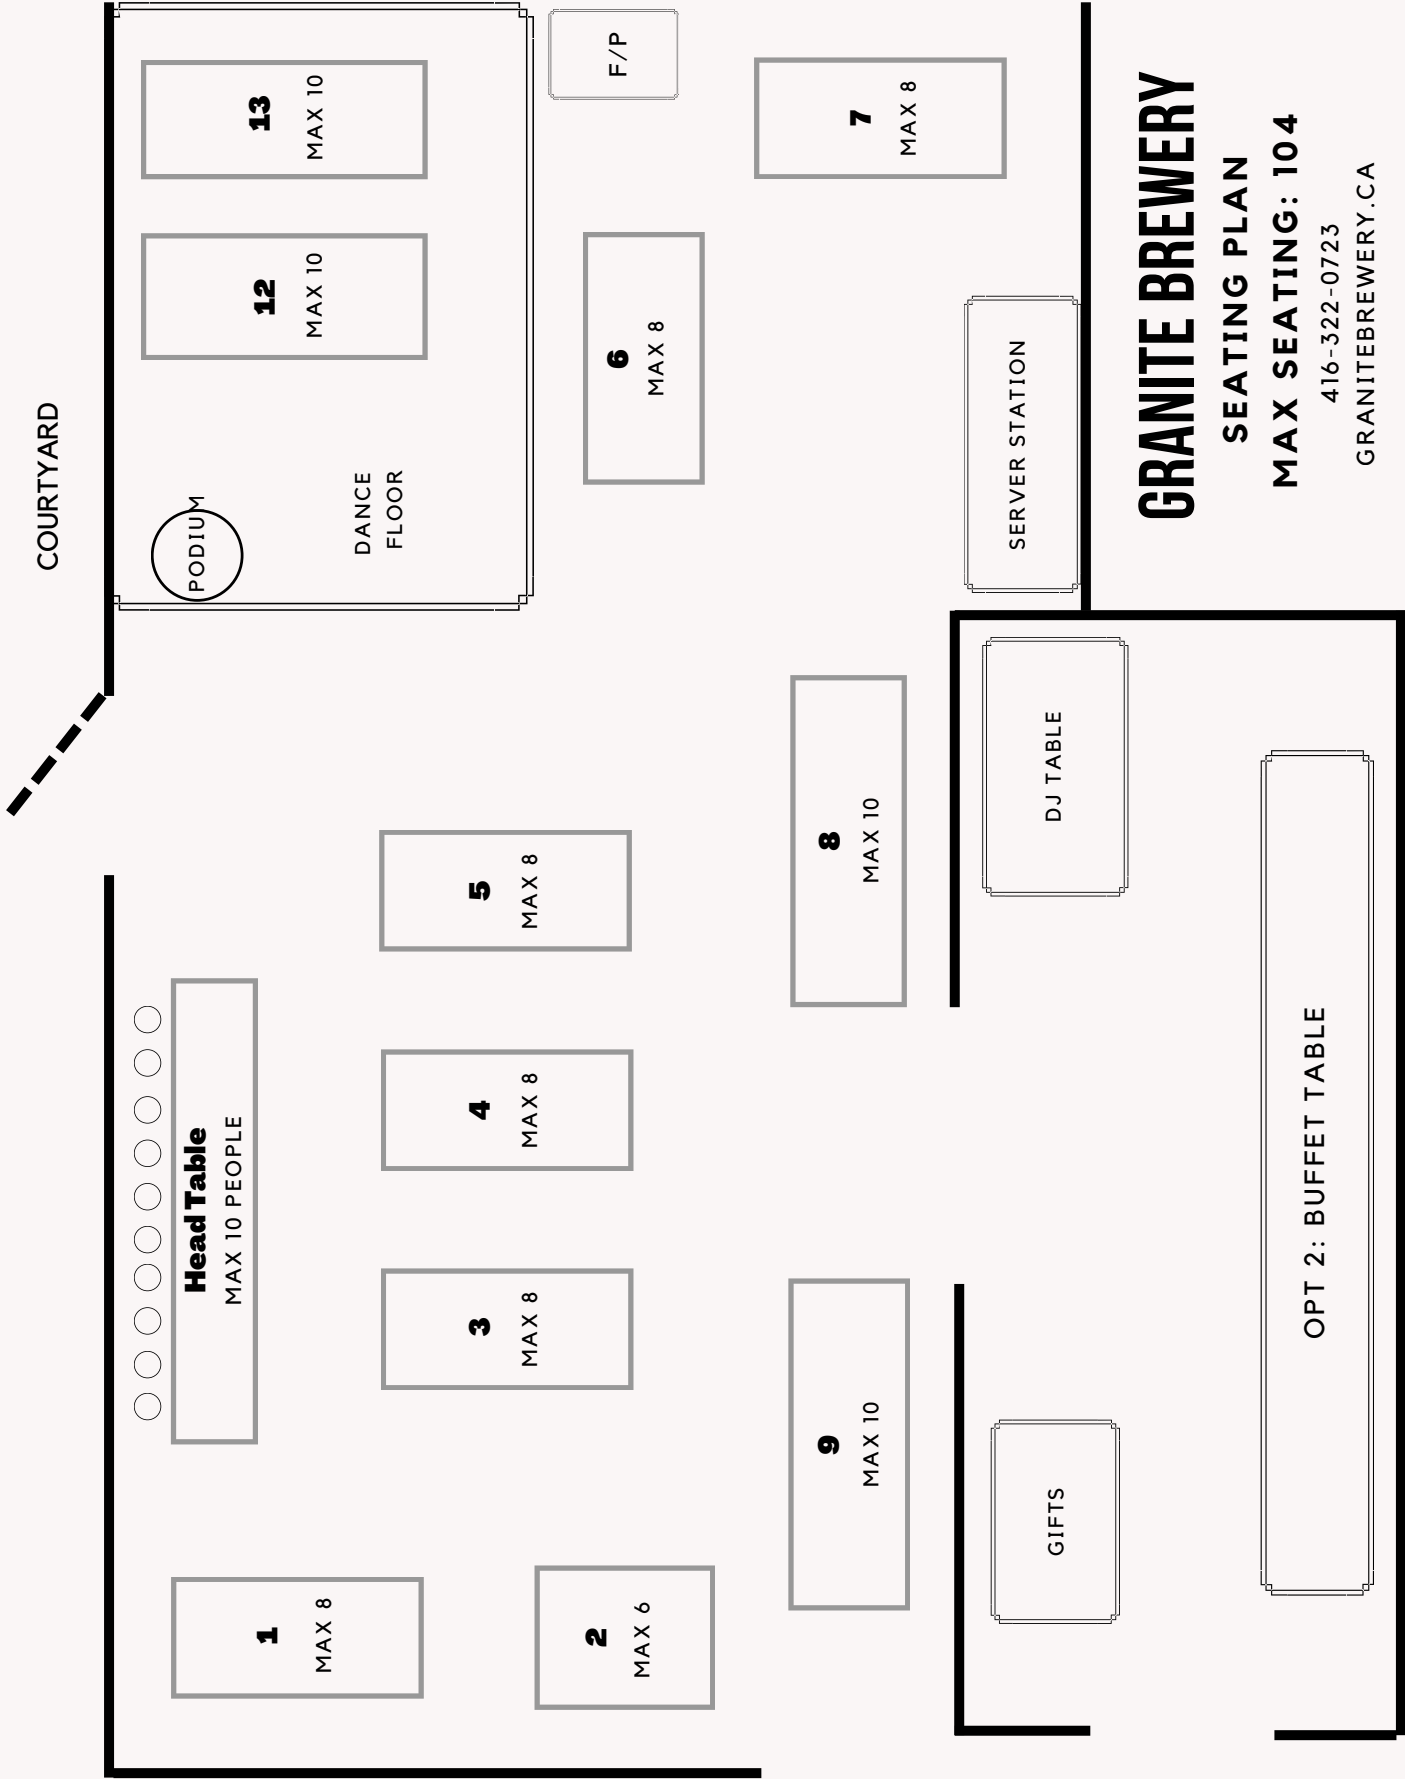 GRANITE BREWERY
SEATING PLAN
MAX SEATING: 104
416-322-0723
GRANITEBREWERY.CA
COURTYARD
PODIUM
DANCE
FLOOR
13
MAX 10
12
MAX 10
F/P
6
MAX 8
7
MAX 8
SERVER STATION
5
MAX 8
8
MAX 10
DJ TABLE
Head Table
MAX 10 PEOPLE
4
MAX 8
3
MAX 8
9
MAX 10
OPT 2: BUFFET TABLE
GIFTS
1
MAX 8
2
MAX 6